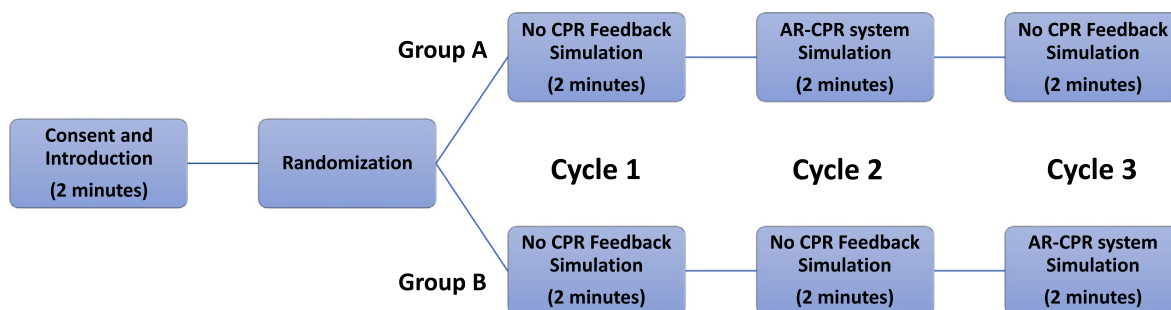 Group A
No CPR Feedback
Simulation
(2 minutes)
AR-CPR system
Simulation
(2 minutes)
No CPR Feedback
Simulation
(2 minutes)
Consent and
Introduction
(2 minutes)
Randomization
Cycle 1
Cycle 2
Cycle 3
Group B
No CPR Feedback
Simulation
(2 minutes)
No CPR Feedback
Simulation
(2 minutes)
AR-CPR system
Simulation
(2 minutes)